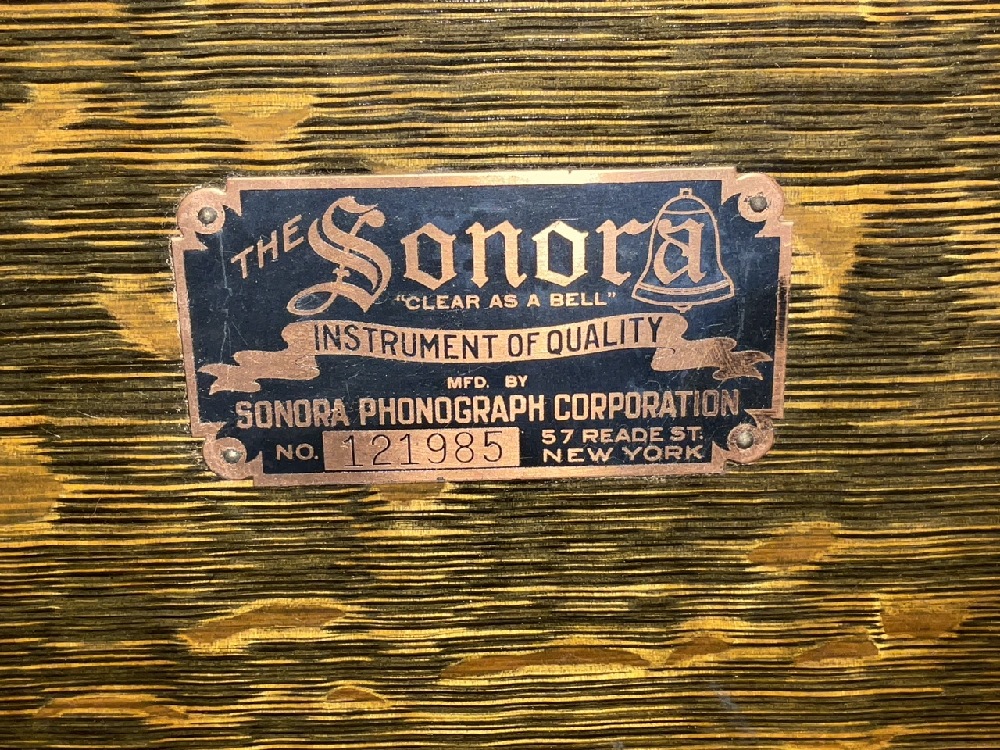 THE Sonora
"CLEAR AS A BELL"
INSTRUMENT OF QUALITY
MFD. BY
SONORA PHONOGRAPH CORPORATION
NO. 121985
57 READE ST.
NEW YORK